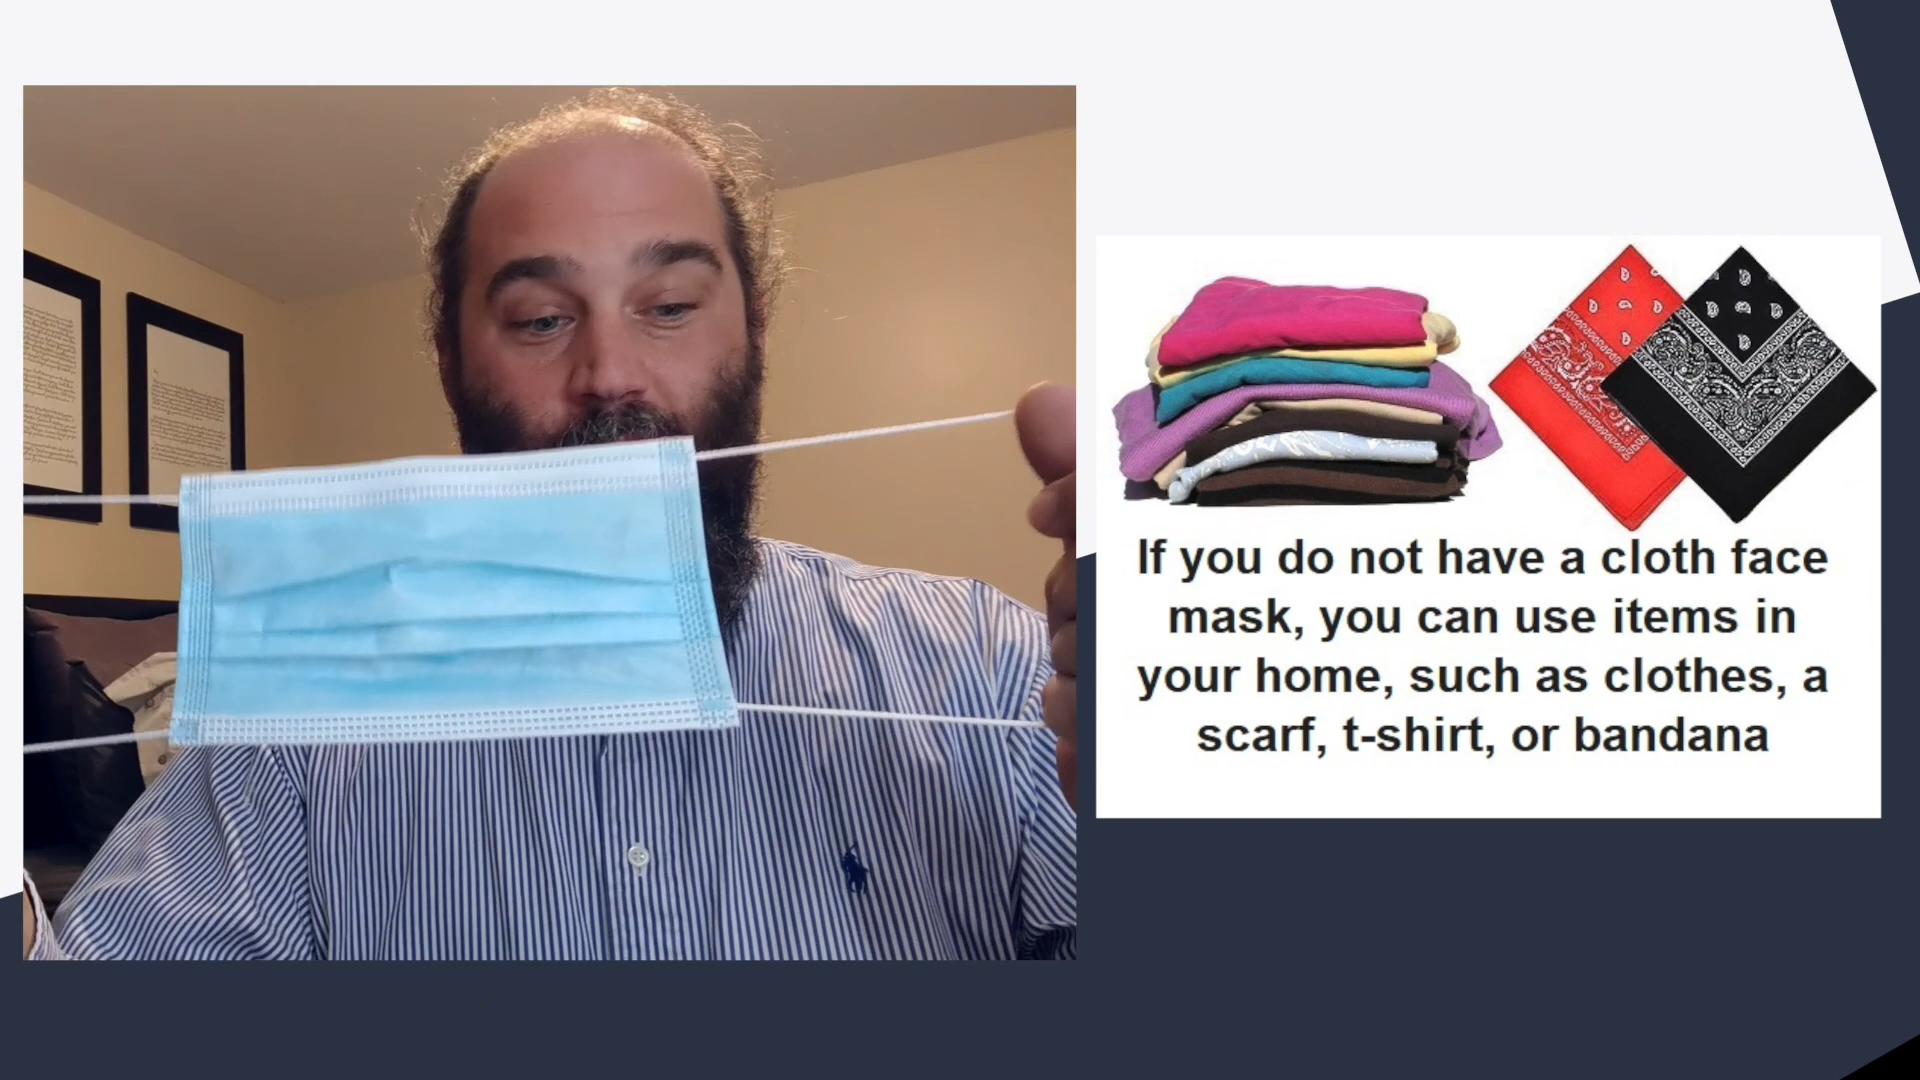 If you do not have a cloth face
mask, you can use items in
your home, such as clothes, a
scarf, t-shirt, or bandana